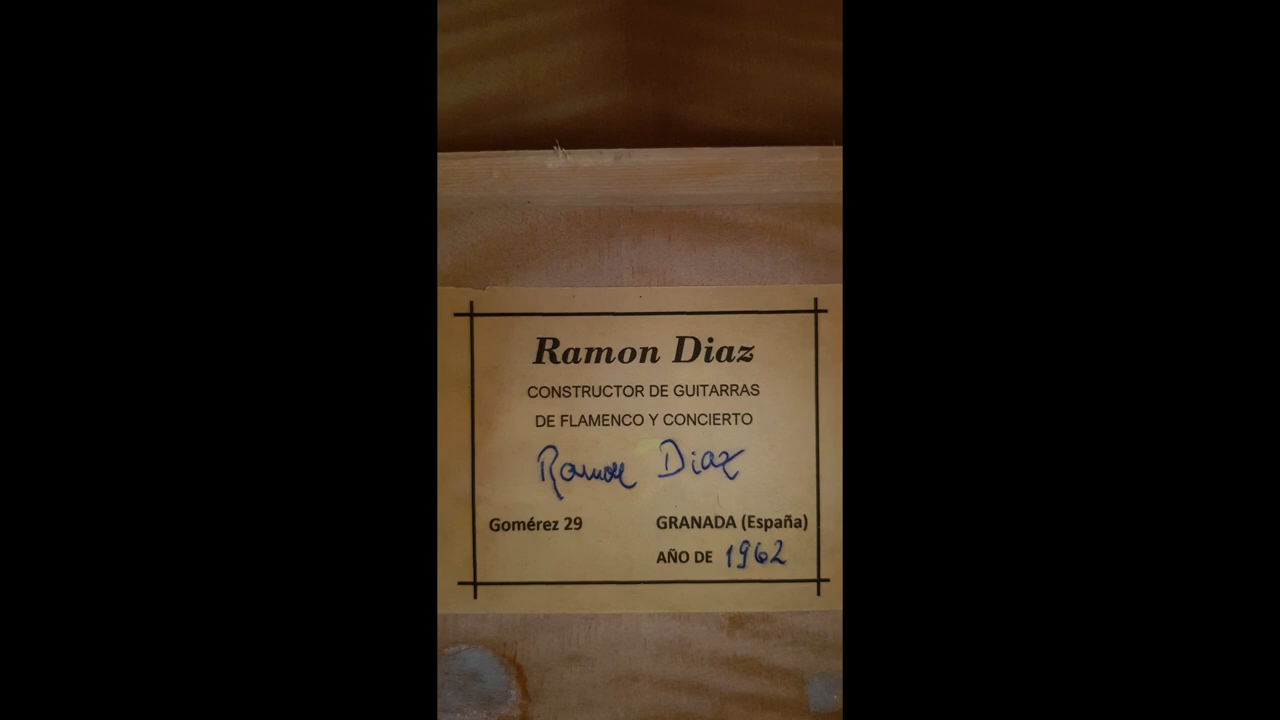 Ramon Diaz
CONSTRUCTOR DE GUITARRAS
DE FLAMENCO Y CONCIERTO
Ramon Diaz
Gomérez 29 GRANADA (España)
AÑO DE 1962